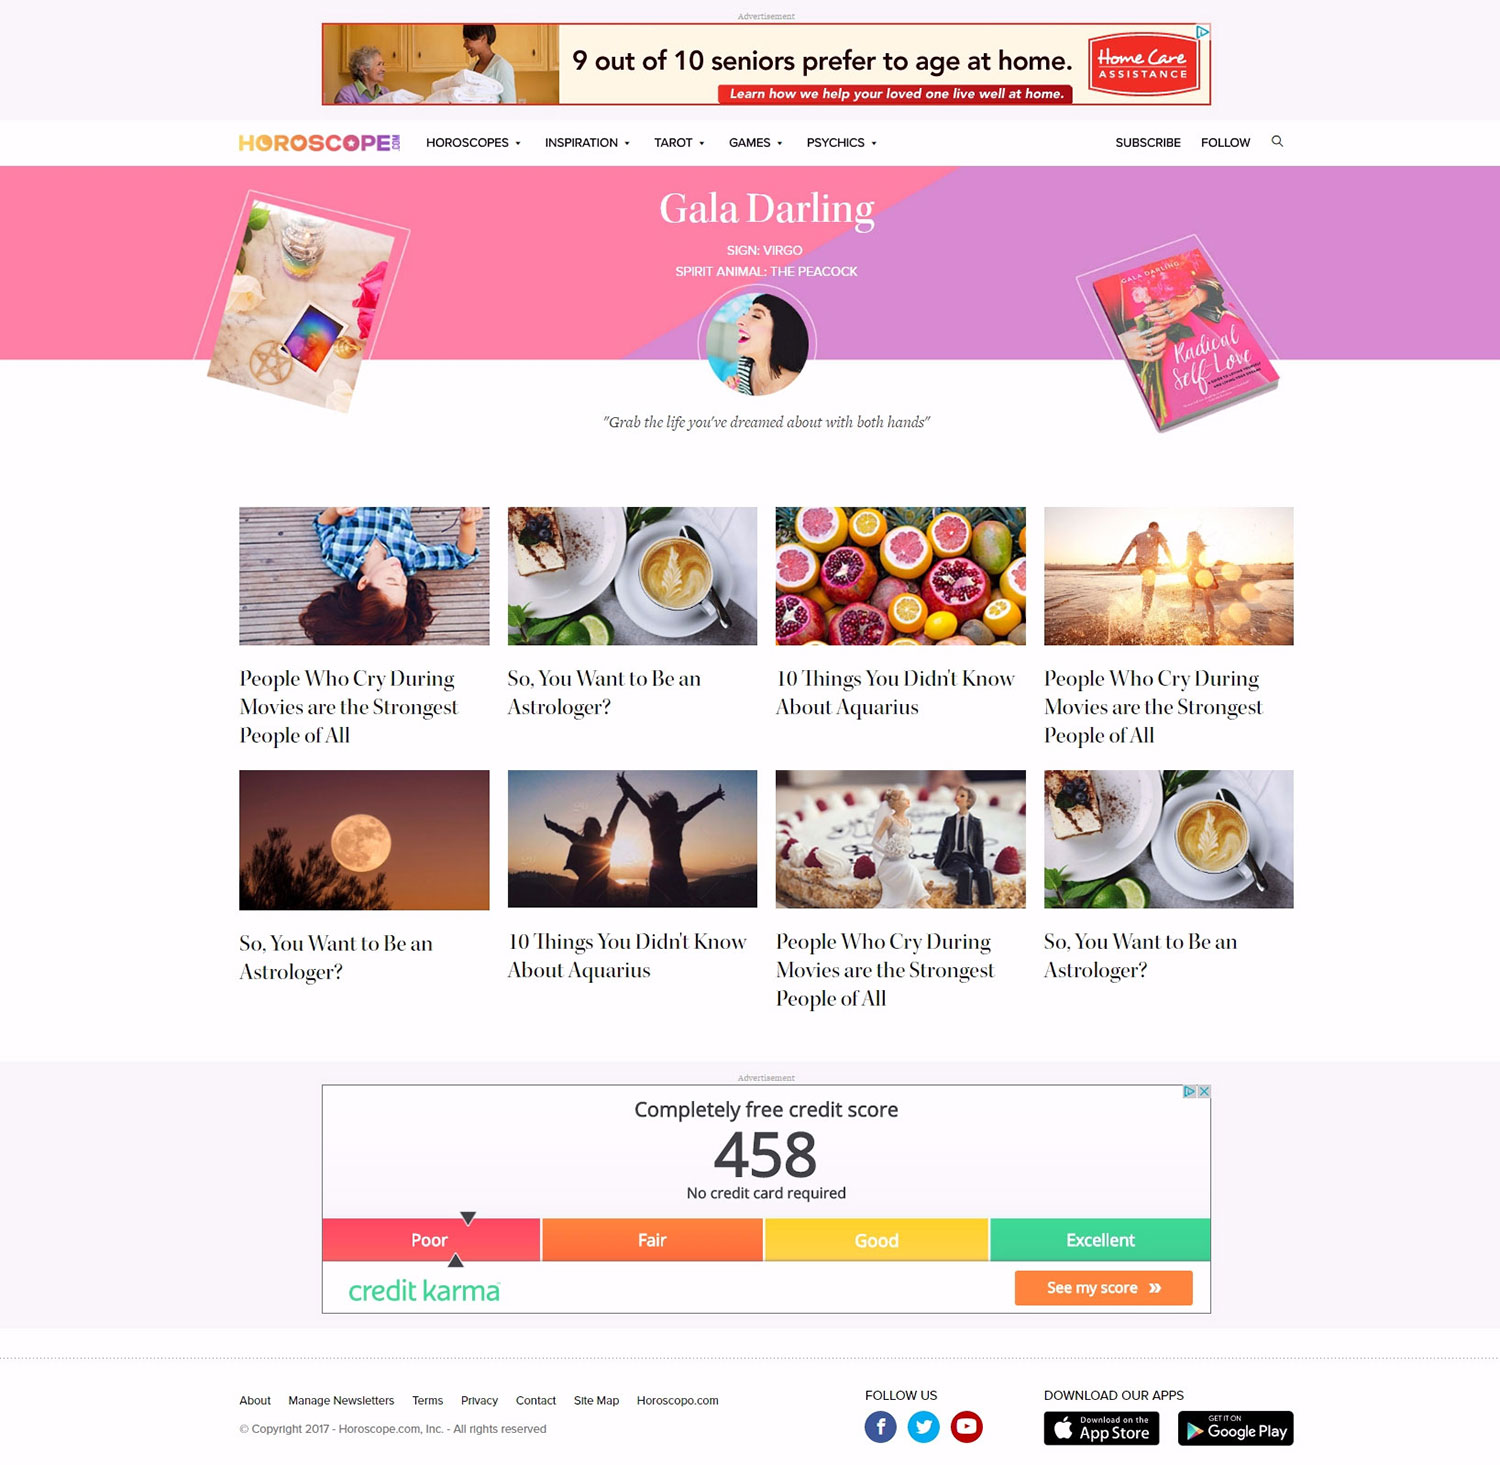 Advertisement
9 out of 10 seniors prefer to age at home.
Learn how we help your loved one live well at home.
Home Care
ASSISTANCE
HOROSCOPE.COM
HOROSCOPES
INSPIRATION
TAROT
GAMES
PSYCHICS
SUBSCRIBE
FOLLOW
Gala Darling
SIGN: VIRGO
SPIRIT ANIMAL: THE PEACOCK
GALA DARLING
Radical
Self-Love
"Grab the life you've dreamed about with both hands"
People Who Cry During
Movies are the Strongest
People of All
So, You Want to Be an
Astrologer?
10 Things You Didn't Know
About Aquarius
People Who Cry During
Movies are the Strongest
People of All
So, You Want to Be an
Astrologer?
10 Things You Didn't Know
About Aquarius
People Who Cry During
Movies are the Strongest
People of All
So, You Want to Be an
Astrologer?
Advertisement
Completely free credit score
458
No credit card required
Poor
Fair
Good
Excellent
credit karma
See my score »
About
Manage Newsletters
Terms
Privacy
Contact
Site Map
Horoscopo.com
© Copyright 2017 - Horoscope.com, Inc. - All rights reserved
FOLLOW US
DOWNLOAD OUR APPS
Download on the
App Store
GET IT ON
Google Play